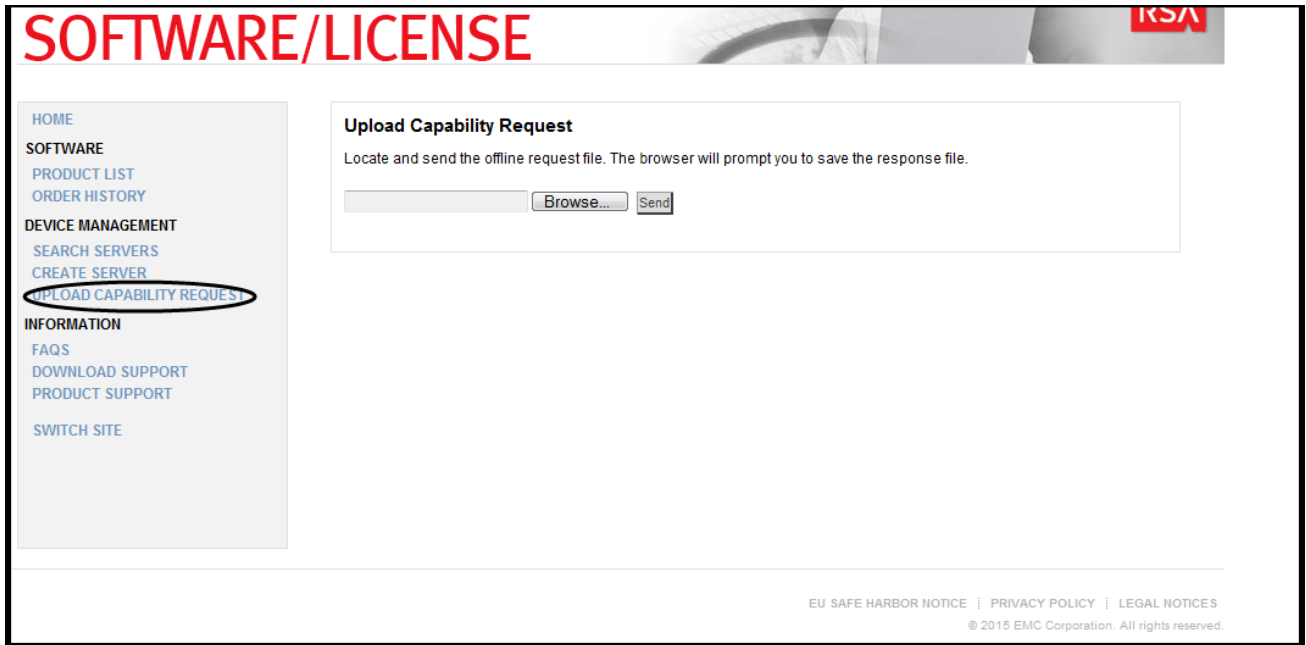 SOFTWARE/LICENSE
RSA
HOME
SOFTWARE
PRODUCT LIST
ORDER HISTORY
DEVICE MANAGEMENT
SEARCH SERVERS
CREATE SERVER
UPLOAD CAPABILITY REQUEST
INFORMATION
FAQS
DOWNLOAD SUPPORT
PRODUCT SUPPORT
SWITCH SITE
Upload Capability Request
Locate and send the offline request file. The browser will prompt you to save the response file.
Browse... Send
EU SAFE HARBOR NOTICE | PRIVACY POLICY | LEGAL NOTICES
© 2015 EMC Corporation. All rights reserved.